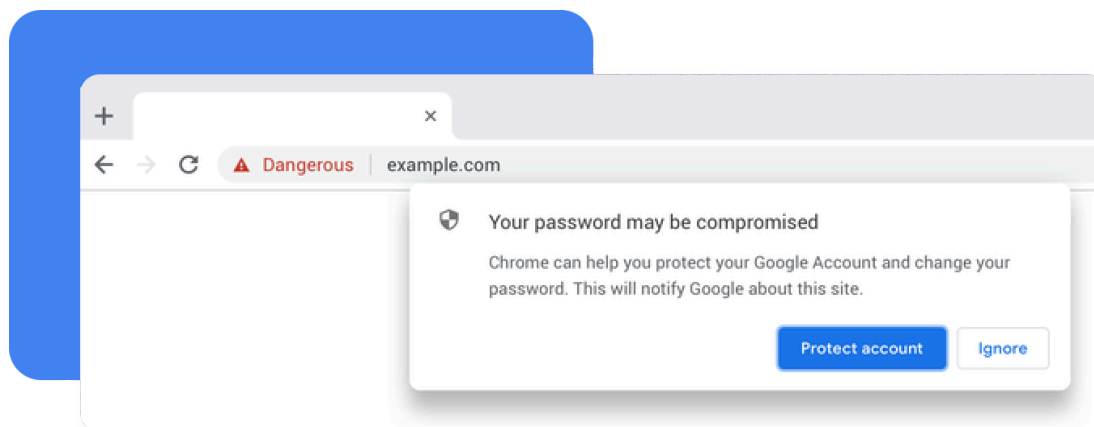 Dangerous example.com
Your password may be compromised
Chrome can help you protect your Google Account and change your
password. This will notify Google about this site.
Protect account Ignore